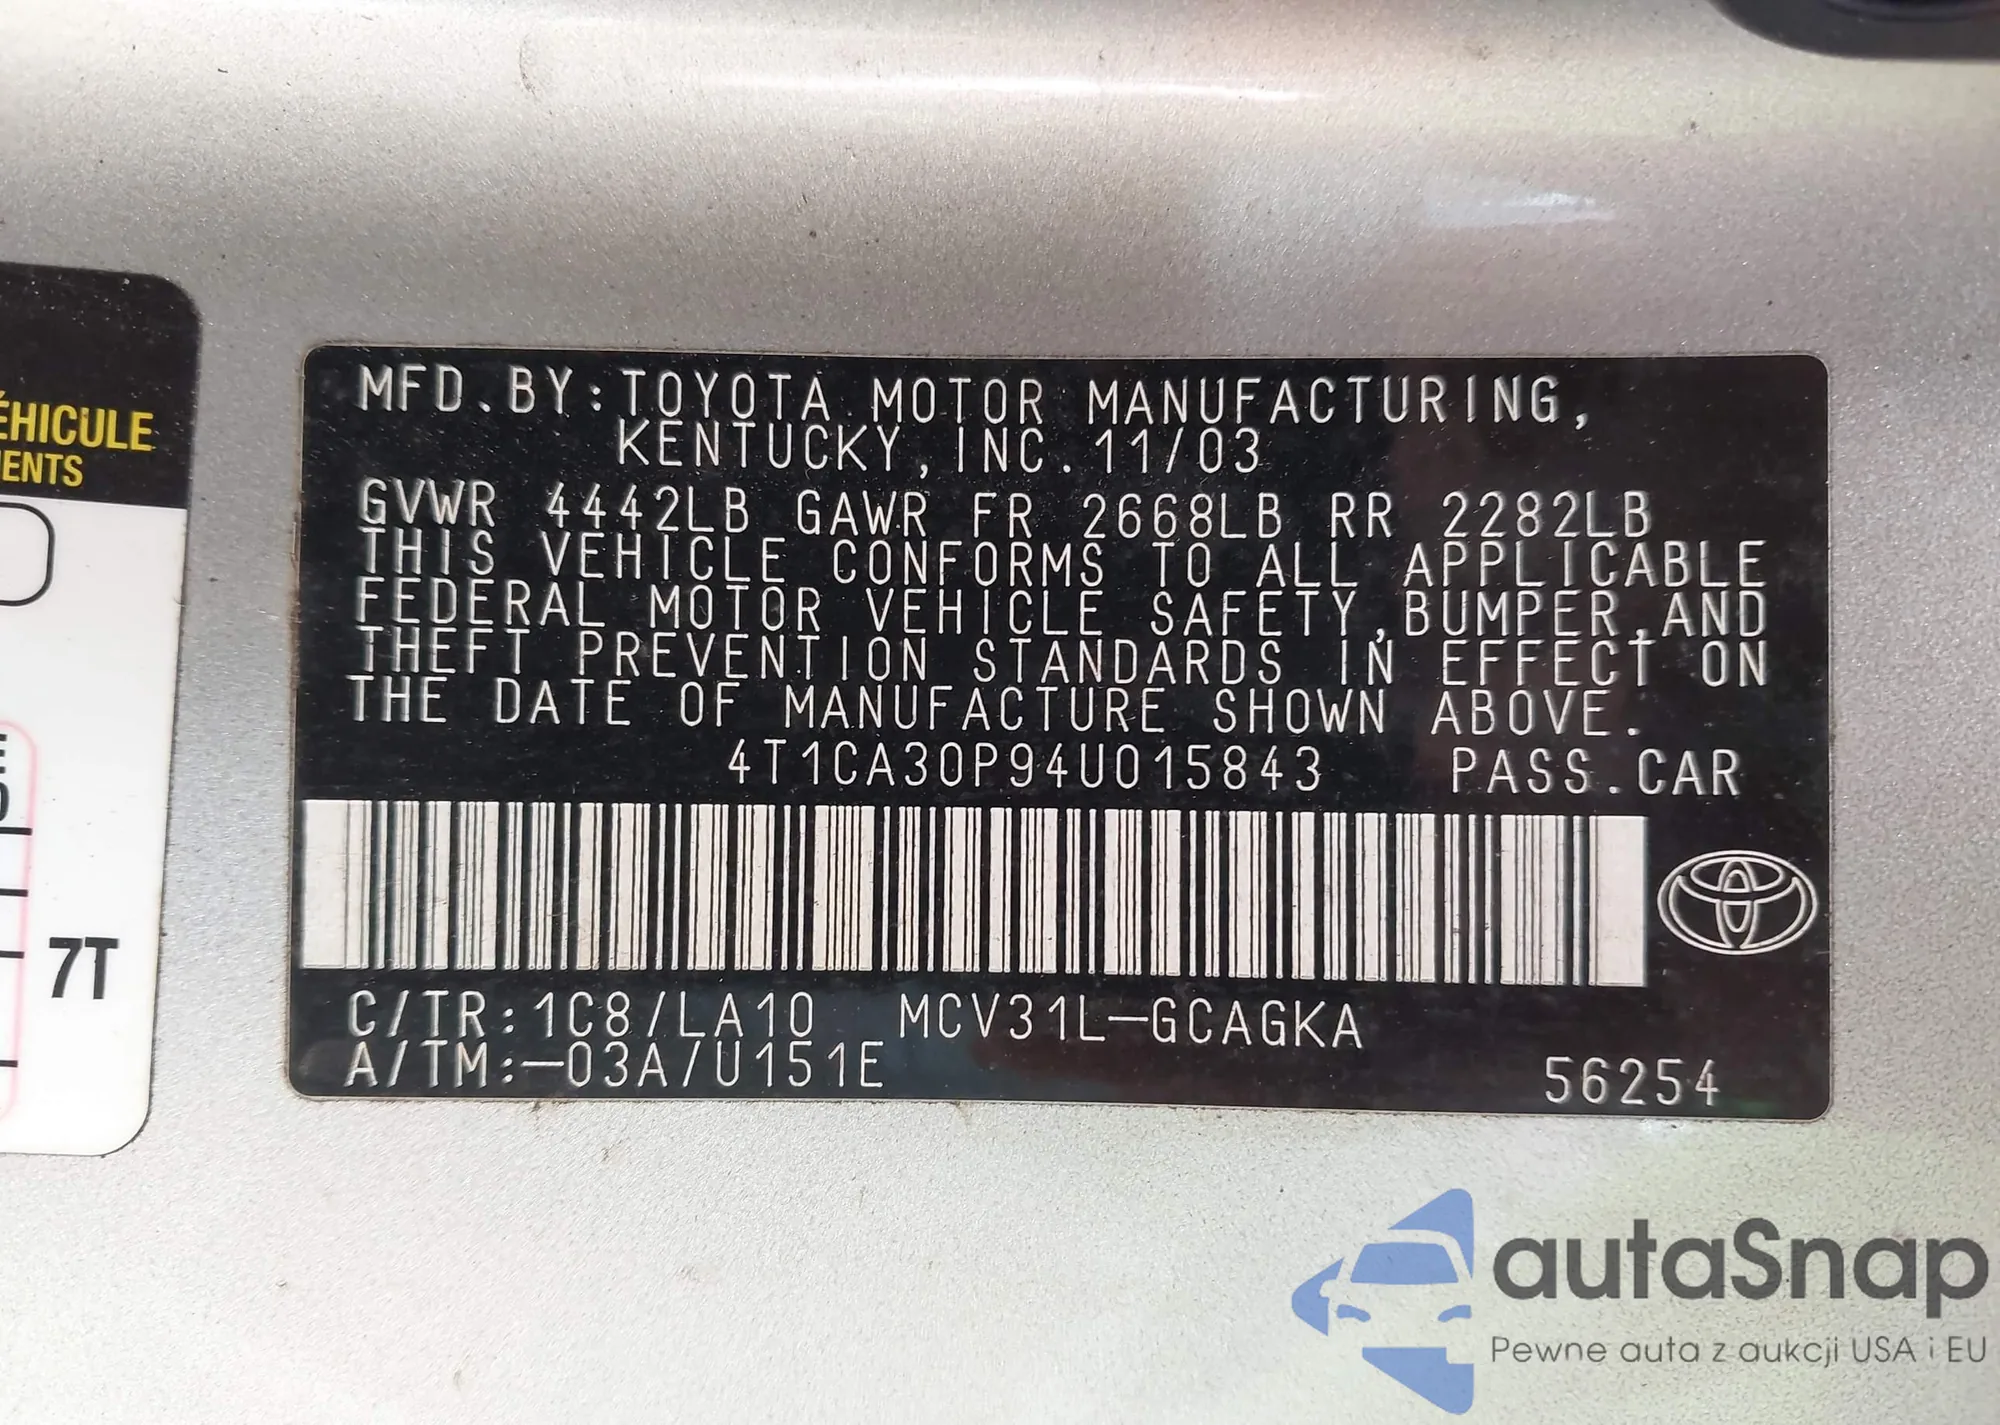 MFD.BY:TOYOTA MOTOR MANUFACTURING,
KENTUCKY,INC.11/03
GVWR 4442LB GAWR FR 2668LB RR 2282LB
THIS VEHICLE CONFORMS TO ALL APPLICABLE
FEDERAL MOTOR VEHICLE SAFETY,BUMPER,AND
THEFT PREVENTION STANDARDS IN EFFECT ON
THE DATE OF MANUFACTURE SHOWN ABOVE.
4T1CA30P94U015843 PASS.CAR
C/TR:1C8/LA10 MCV31L-GCAGKA
A/TM:-03A/U151E
56254
ÉHICULE
7T
autaSnap
Pewne auta z aukcji USA i EU